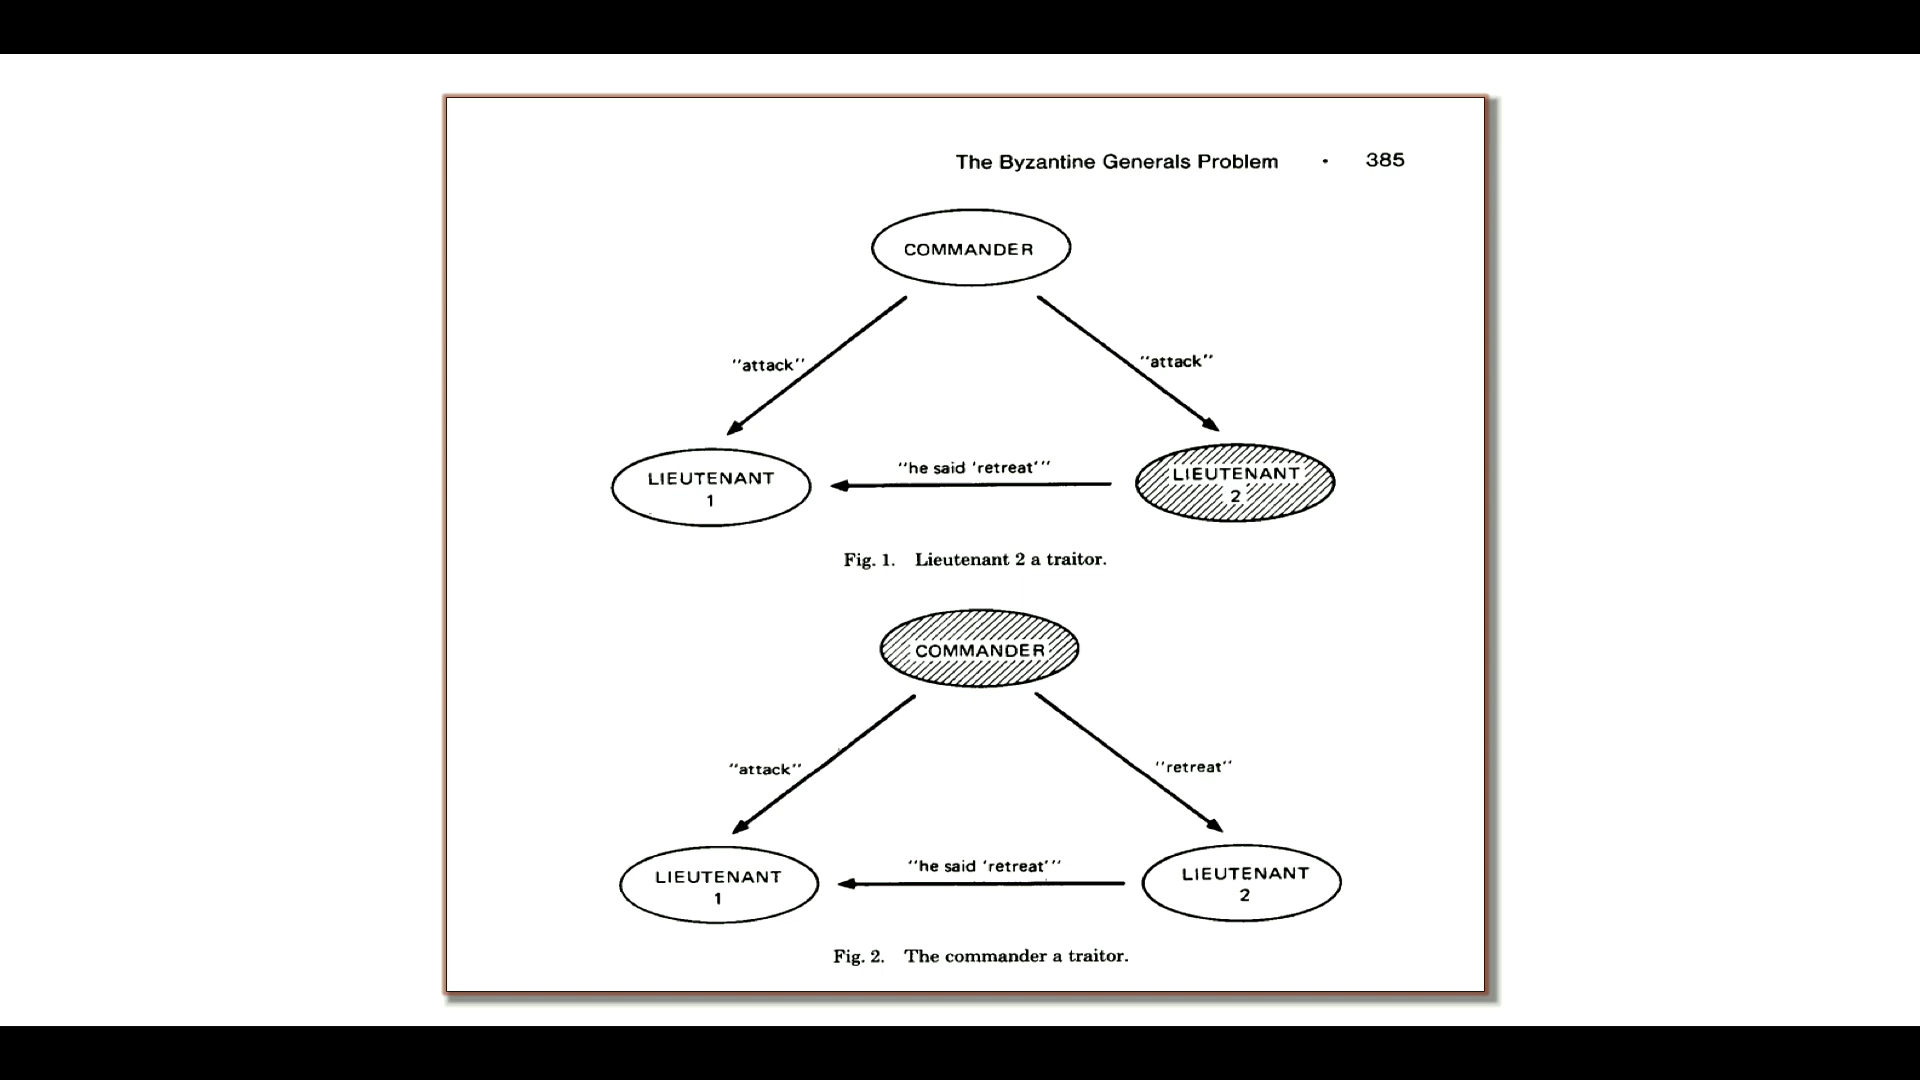 The Byzantine Generals Problem · 385
COMMANDER
"attack"
"attack"
LIEUTENANT
1
"he said 'retreat'"
LIEUTENANT
2
Fig. 1. Lieutenant 2 a traitor.
COMMANDER
"attack"
"retreat"
LIEUTENANT
1
"he said 'retreat'"
LIEUTENANT
2
Fig. 2. The commander a traitor.